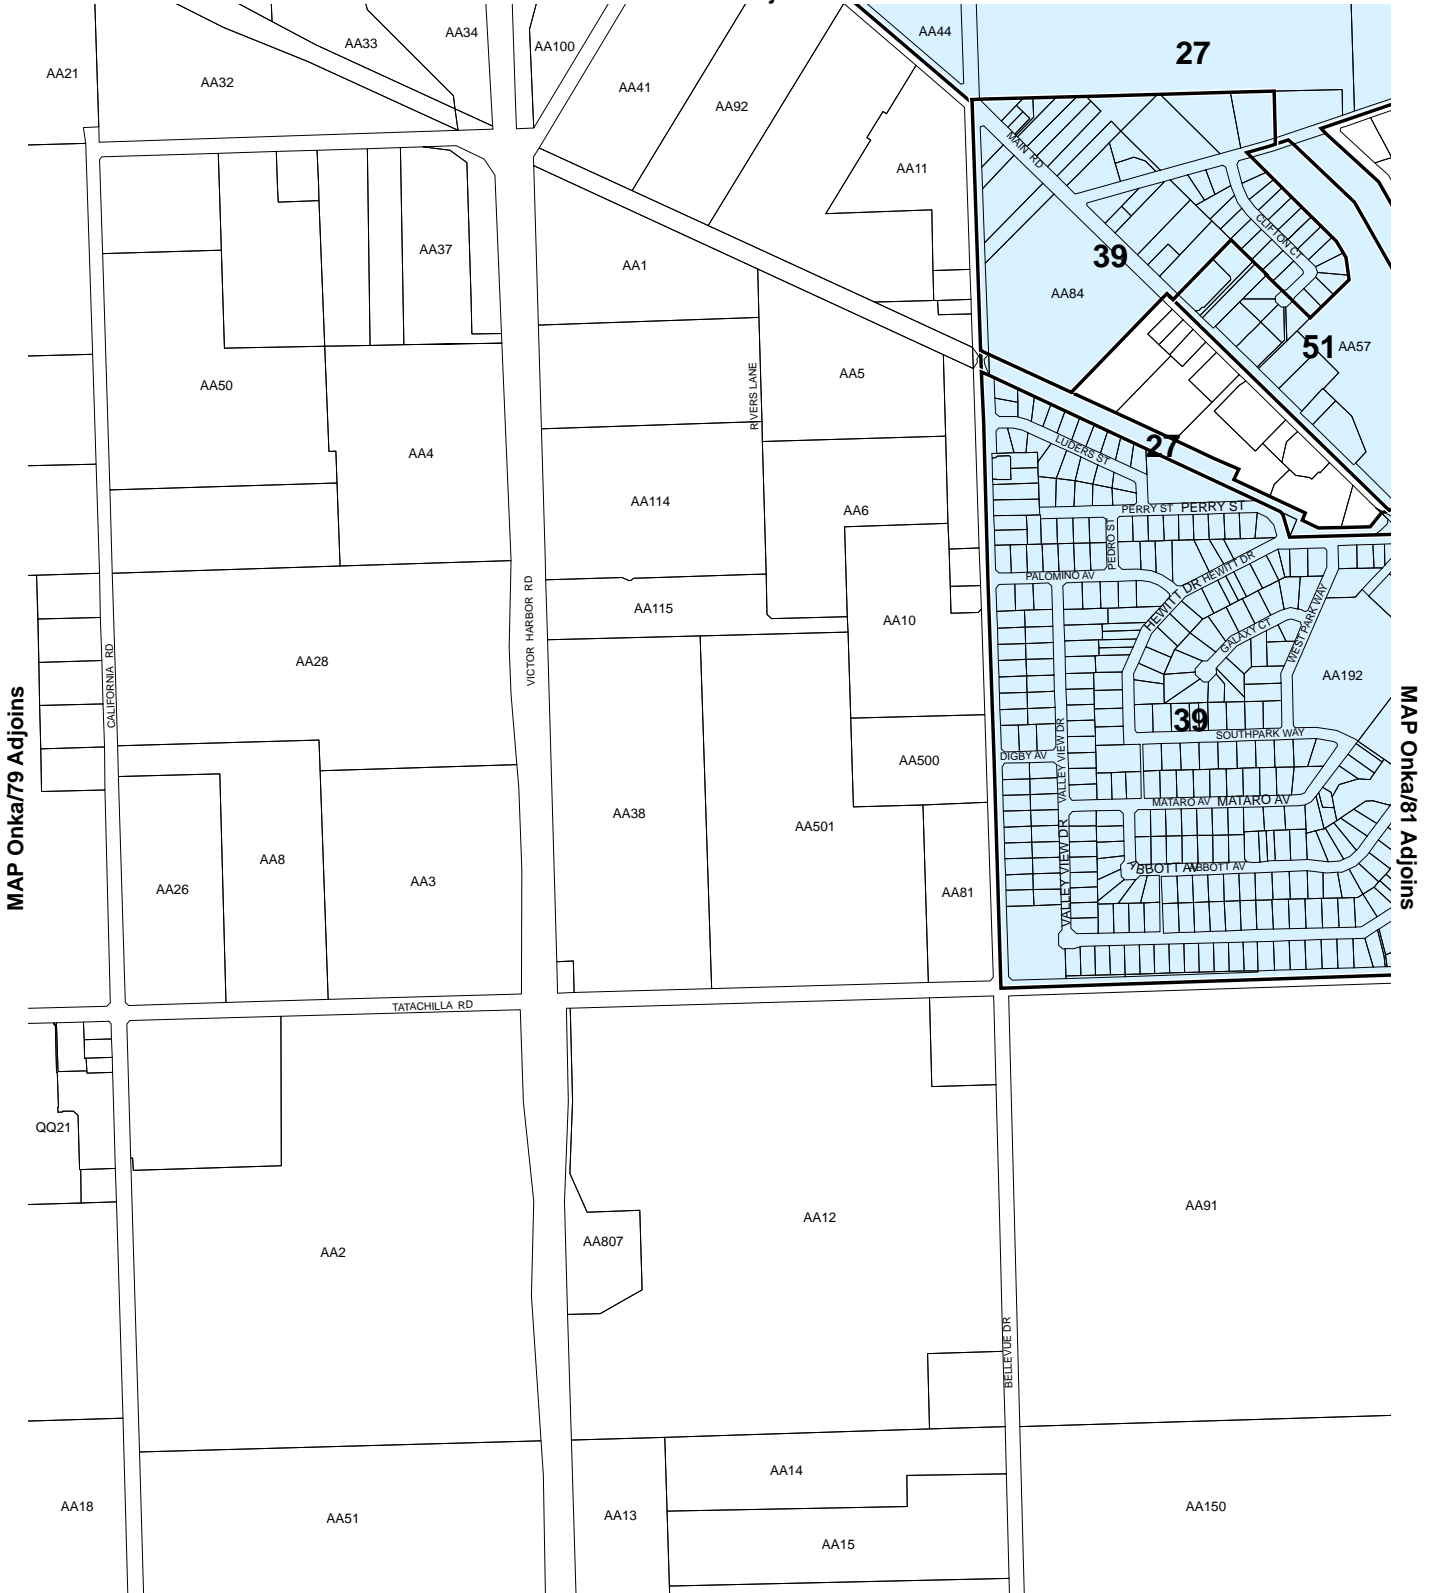 AA44
27
AA34
AA33
AA100
AA21
AA32
AA41
AA92
MAIN RD
AA11
CLIFTON CT
AA37
39
AA1
AA84
51
AA57
AA50
RIVERS LANE
AA5
AA4
27
LUDERS ST
AA114
AA6
PERRY ST
PERRY ST
PEDRO ST
HEWITT DR
PALOMINO AV
HEWITT DR
VICTOR HARBOR RD
AA115
AA10
WEST PARK WAY
GALAXY CT
AA28
CALIFORNIA RD
AA192
MAP Onka/79 Adjoins
MAP Onka/81 Adjoins
39
SOUTHPARK WAY
VALLEY VIEW DR
DIGBY AV
AA500
MATARO AV
MATARO AV
AA38
AA501
VALLEY VIEW DR
AA8
ABBOTT AV
ABBOTT AV
AA26
AA3
AA81
TATACHILLA RD
QQ21
AA91
AA12
AA807
AA2
BELLEVUE DR
AA14
AA18
AA150
AA51
AA13
AA15